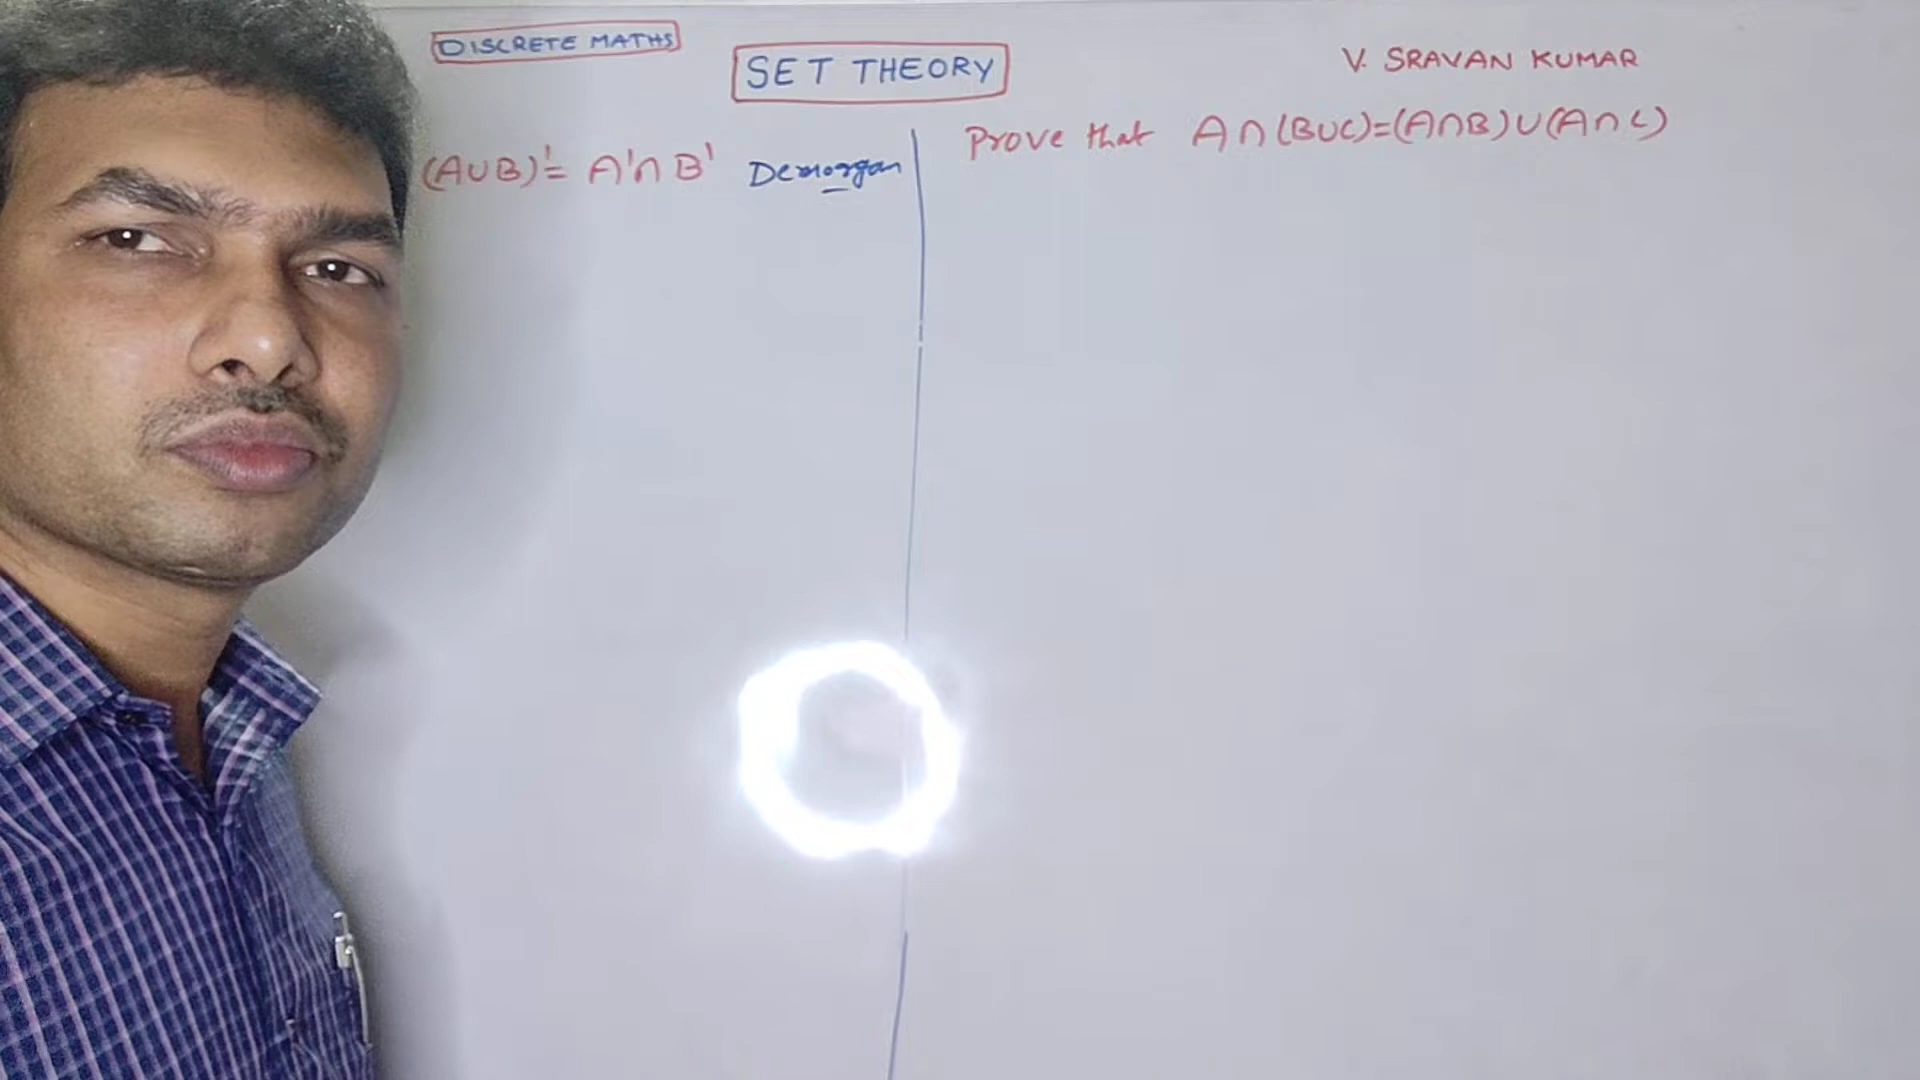 DISCRETE MATHS
SET THEORY
V. SRAVAN KUMAR
(A∪B)'= A'∩ B' Demorgan
Prove that A∩(B∪C)=(A∩B)∪(A∩C)